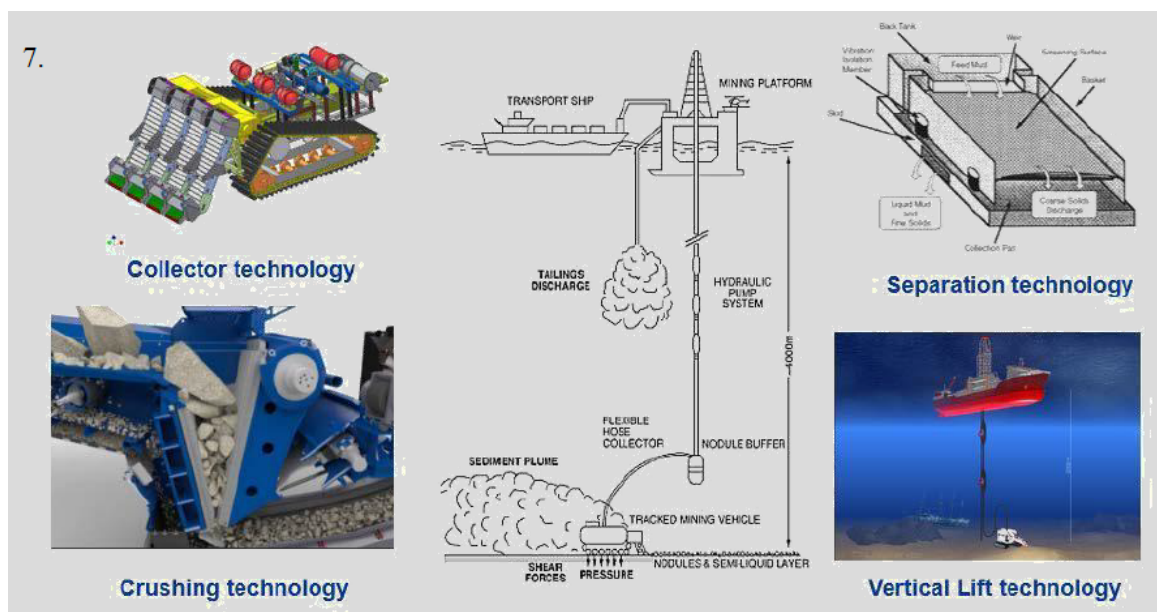 7.
Collector technology
Crushing technology
TRANSPORT SHIP
MINING PLATFORM
TAILINGS
DISCHARGE
HYDRAULIC
PUMP
SYSTEM
~4000m
FLEXIBLE
HOSE
COLLECTOR
NODULE BUFFER
SEDIMENT PLUME
TRACKED MINING VEHICLE
SHEAR
FORCES
PRESSURE
NODULES & SEMI-LIQUID LAYER
Back Tank
Weir
Screening Surface
Vibration
Isolation
Member
Feed Mud
Basket
Skid
Liquid Mud
and
Fine Solids
Coarse Solids
Discharge
Collection Pan
Separation technology
Vertical Lift technology